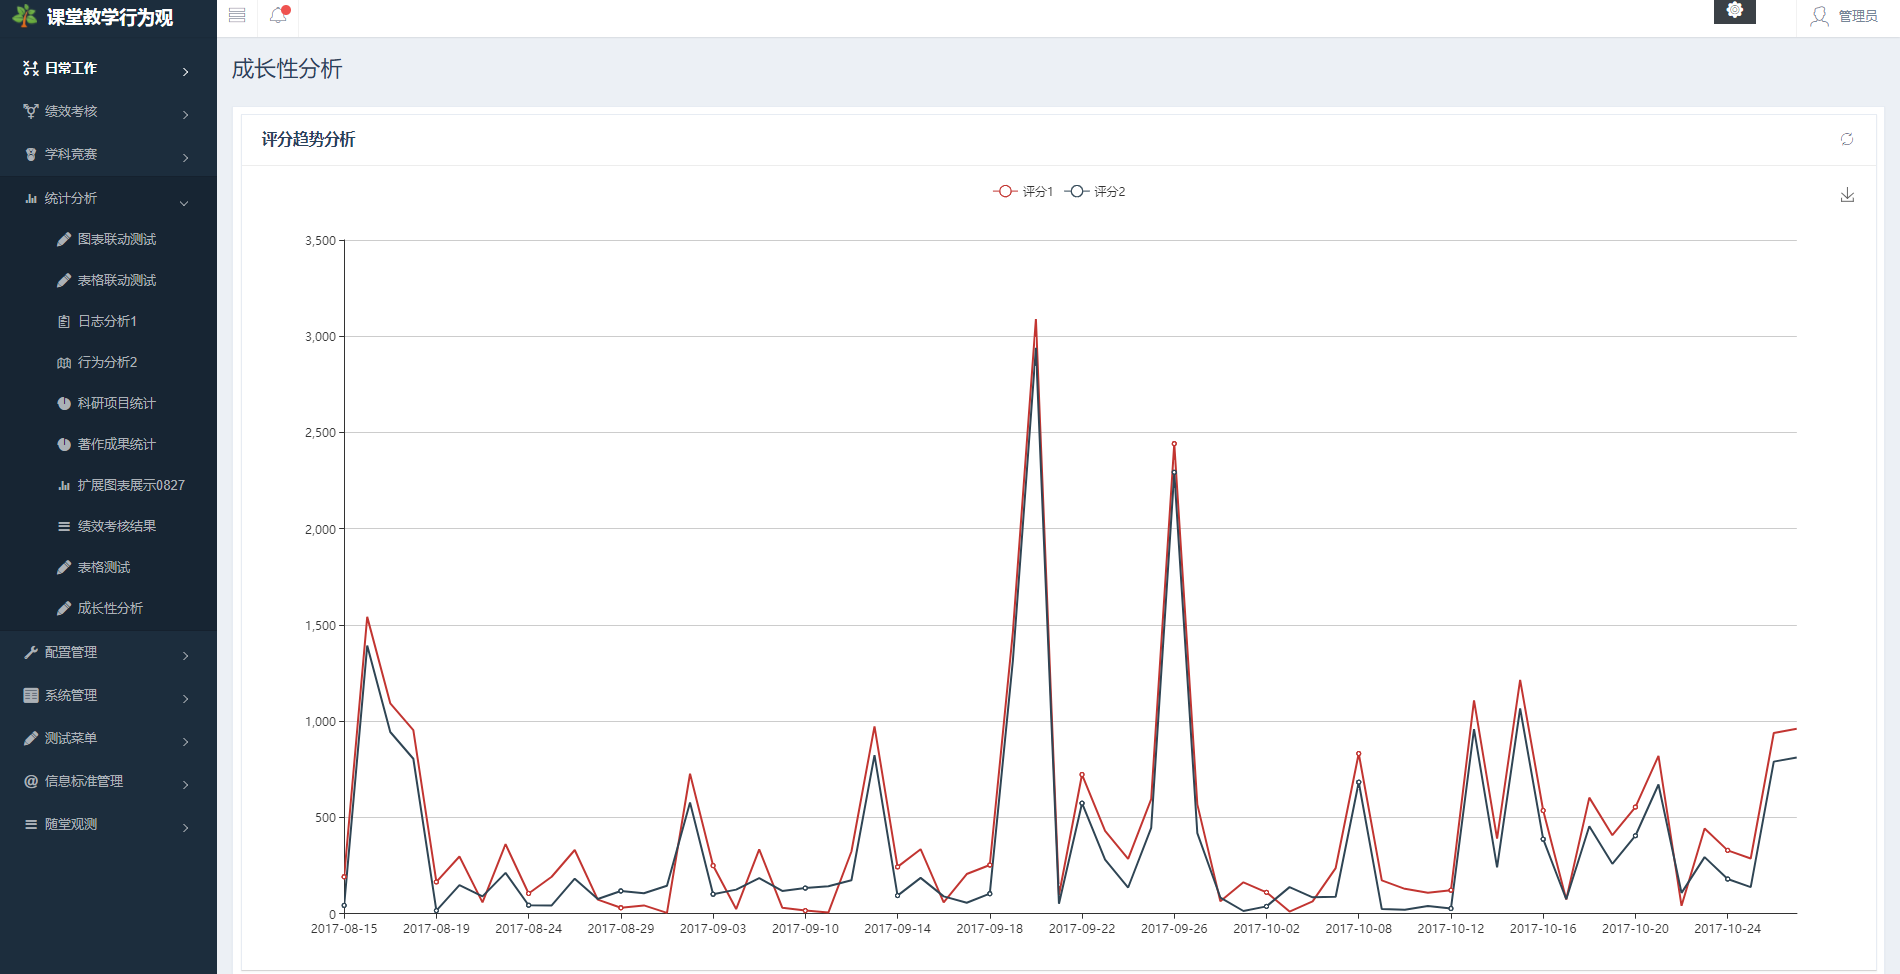 课堂教学行为观
管理员
日常工作
绩效考核
学科竞赛
统计分析
图表联动测试
表格联动测试
日志分析1
行为分析2
科研项目统计
著作成果统计
扩展图表展示0827
绩效考核结果
表格测试
成长性分析
配置管理
系统管理
测试菜单
@ 信息标准管理
随堂观测
成长性分析
评分趋势分析
评分1 评分2
3,500
3,000
2,500
2,000
1,500
1,000
500
0
2017-08-15 2017-08-19 2017-08-24 2017-08-29 2017-09-03 2017-09-10 2017-09-14 2017-09-18 2017-09-22 2017-09-26 2017-10-02 2017-10-08 2017-10-12 2017-10-16 2017-10-20 2017-10-24